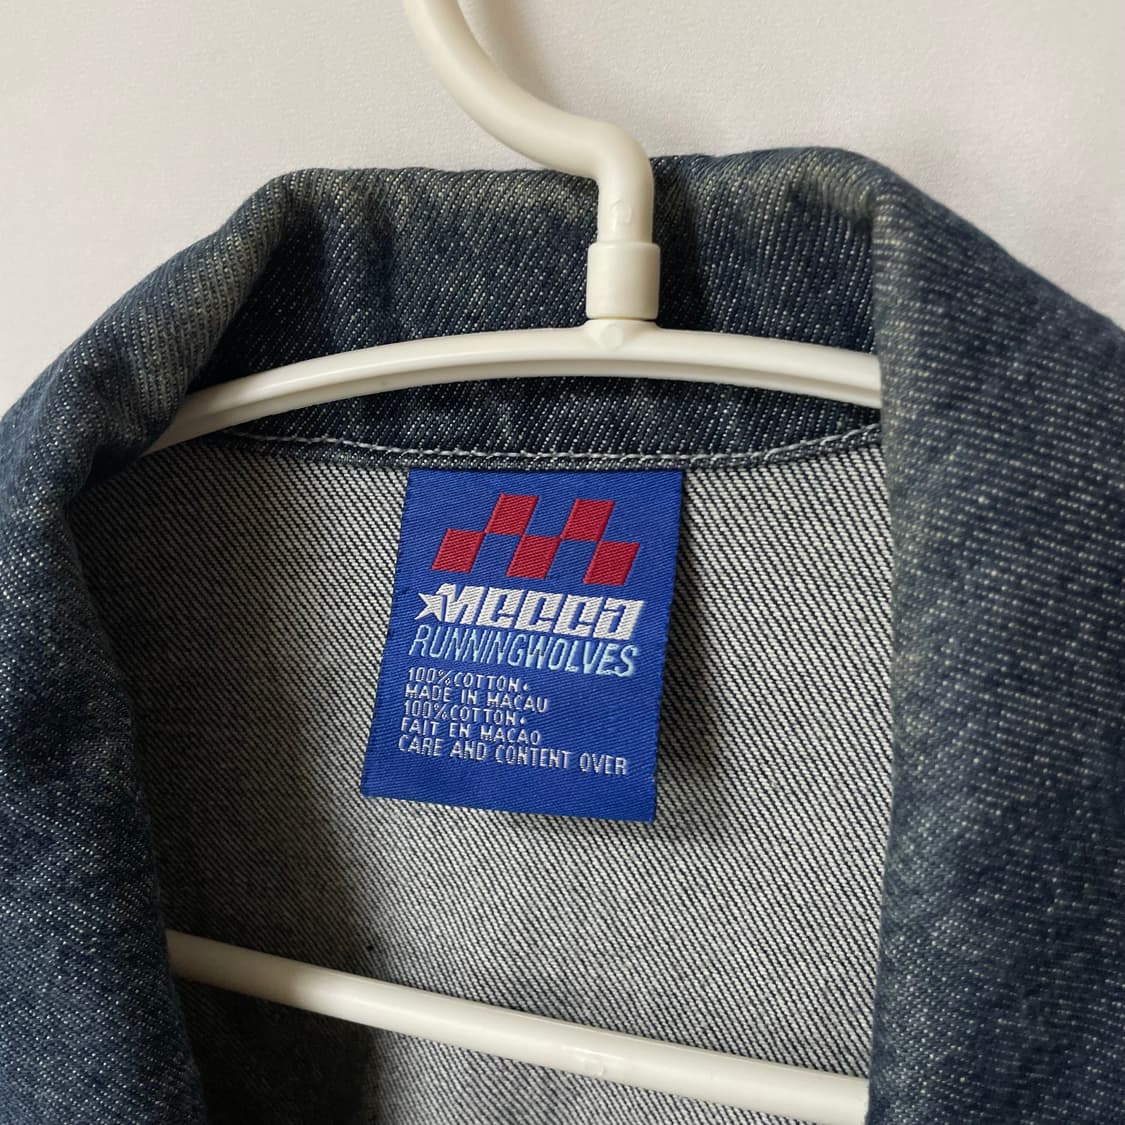 mecca
RUNNINGWOLVES
100%COTTON.
MADE IN MACAU
100%COTTON.
FAIT EN MACAO
CARE AND CONTENT OVER